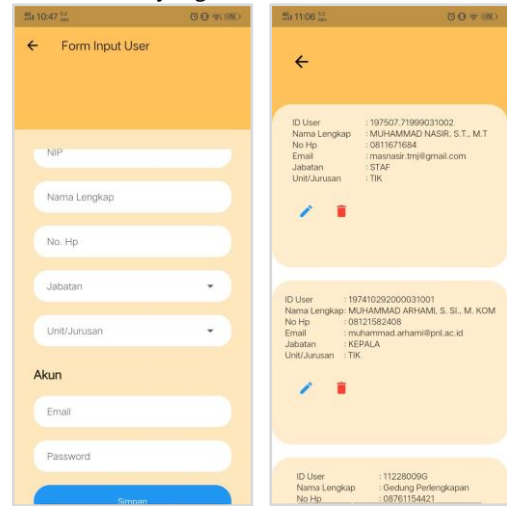 10:47
Form Input User
NIP
Nama Lengkap
No. Hp
Jabatan
Unit/Jurusan
Akun
Email
Password
Simpan
11:06
ID User : 197507.71999031002
Nama Lengkap : MUHAMMAD NASIR, S.T., M.T
No Hp : 0811671684
Email : masnasir.tmj@gmail.com
Jabatan : STAF
Unit/Jurusan : TIK
ID User : 197410292000031001
Nama Lengkap: MUHAMMAD ARHAMI, S. SI., M. KOM
No Hp : 08121582408
Email : muhammad.arhami@pnl.ac.id
Jabatan : KEPALA
Unit/Jurusan : TIK
ID User : 11228009G
Nama Lengkap : Gedung Perlengkapan
No Hp : 08761154421